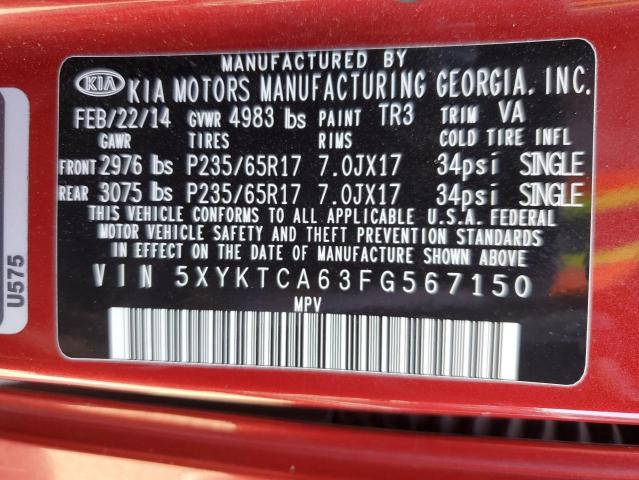 MANUFACTURED BY
KIA KIA MOTORS MANUFACTURING GEORGIA, INC.
FEB/22/14 GVWR 4983 lbs PAINT TR3 TRIM VA
GAWR TIRES RIMS COLD TIRE INFL
FRONT 2976 lbs P235/65R17 7.0JX17 34psi SINGLE
REAR 3075 lbs P235/65R17 7.0JX17 34psi SINGLE
THIS VEHICLE CONFORMS TO ALL APPLICABLE U.S.A. FEDERAL
MOTOR VEHICLE SAFETY AND THEFT PREVENTION STANDARDS
IN EFFECT ON THE DATE OF MANUFACTURE SHOWN ABOVE.
VIN 5XYKTCA63FG567150
MPV
U575